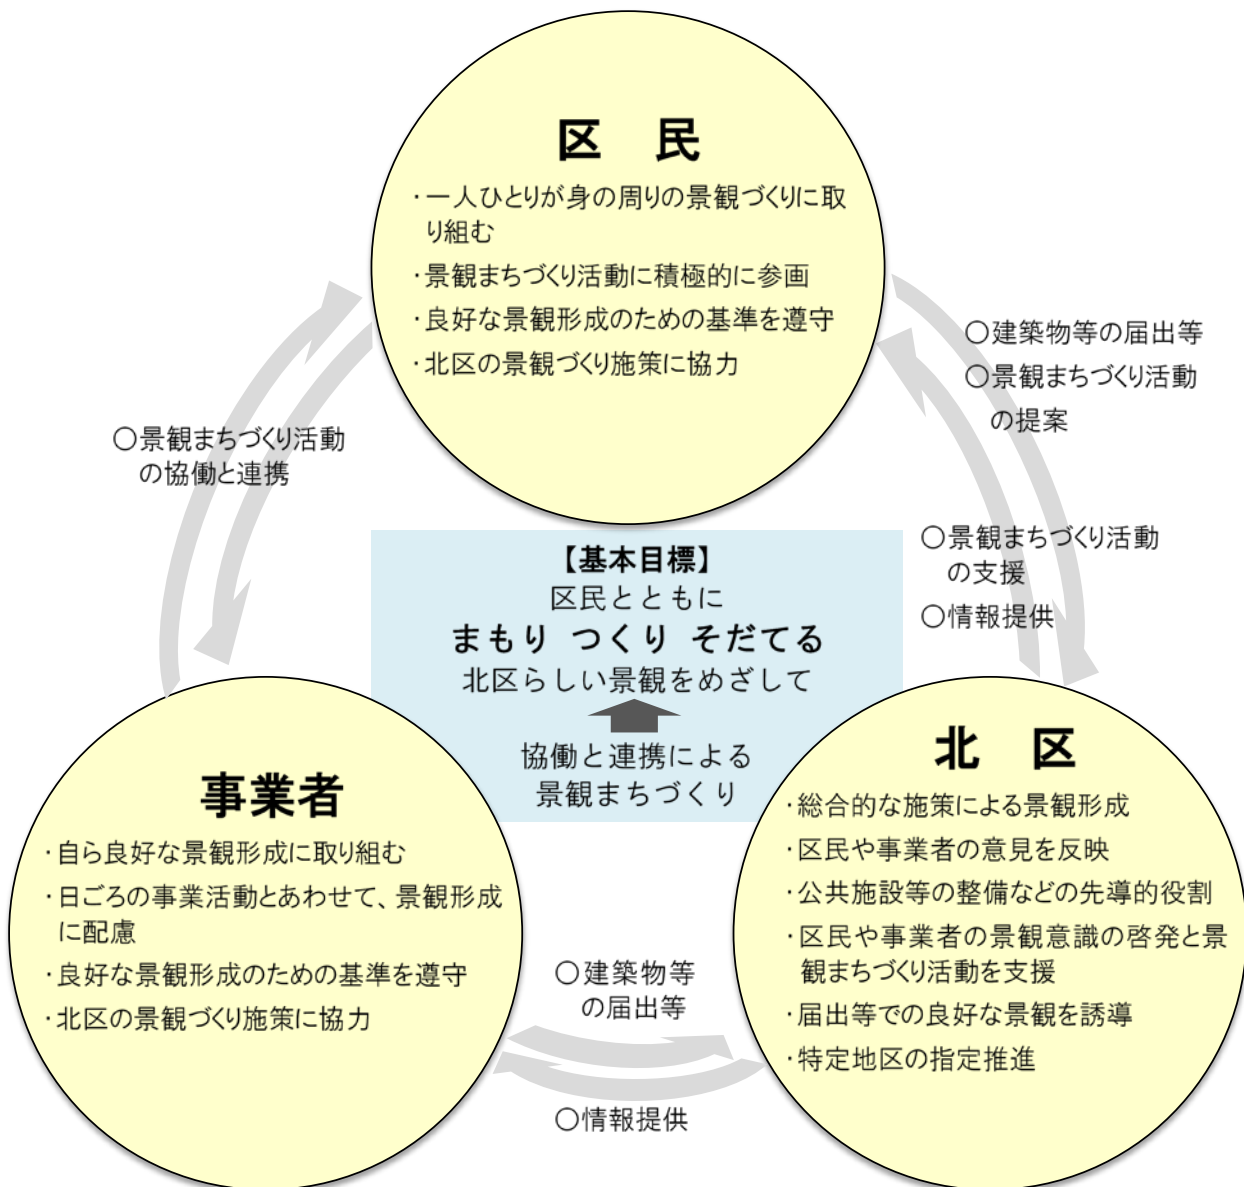 区　民
・一人ひとりが身の周りの景観づくりに取
り組む
・景観まちづくり活動に積極的に参画
・良好な景観形成のための基準を遵守
・北区の景観づくり施策に協力
〇建築物等の届出等
〇景観まちづくり活動
の提案
〇景観まちづくり活動
の協働と連携
〇景観まちづくり活動
の支援
〇情報提供
【基本目標】
区民とともに
まもり つくり そだてる
北区らしい景観をめざして
協働と連携による
景観まちづくり
事業者
・自ら良好な景観形成に取り組む
・日ごろの事業活動とあわせて、景観形成
に配慮
・良好な景観形成のための基準を遵守
・北区の景観づくり施策に協力
北　区
・総合的な施策による景観形成
・区民や事業者の意見を反映
・公共施設等の整備などの先導的役割
・区民や事業者の景観意識の啓発と景
観まちづくり活動を支援
・届出等での良好な景観を誘導
・特定地区の指定推進
〇建築物等
の届出等
〇情報提供